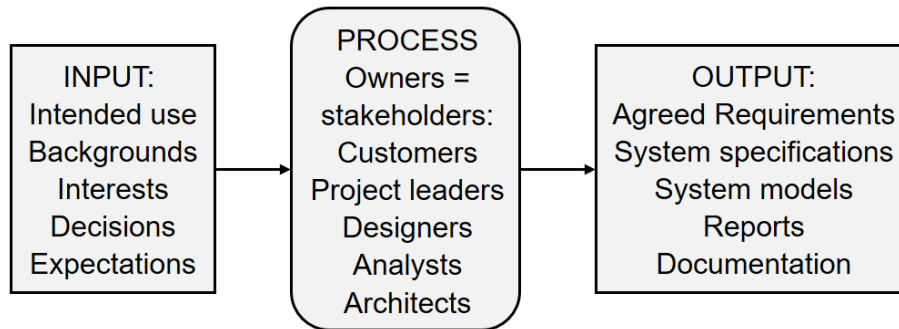 INPUT:
Intended use
Backgrounds
Interests
Decisions
Expectations
PROCESS
Owners =
stakeholders:
Customers
Project leaders
Designers
Analysts
Architects
OUTPUT:
Agreed Requirements
System specifications
System models
Reports
Documentation